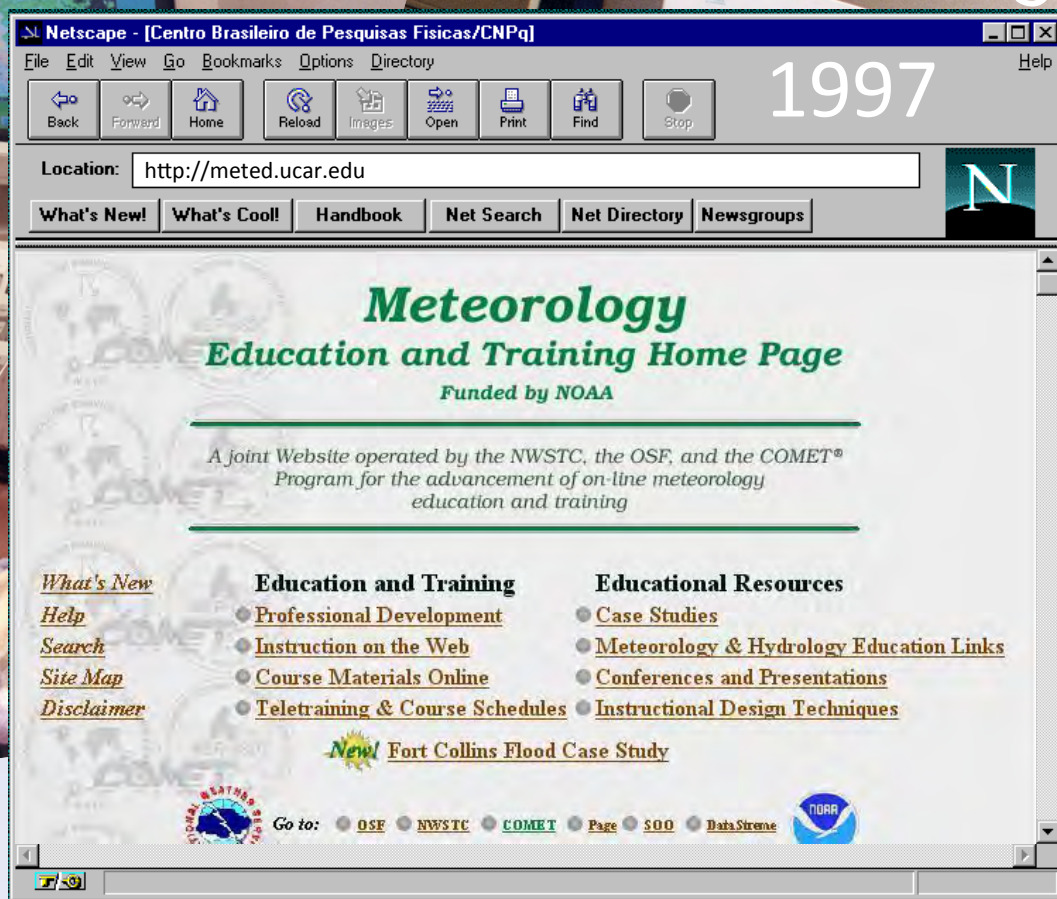 Netscape - [Centro Brasileiro de Pesquisas Fisicas/CNPq]
File Edit View Go Bookmarks Options Directory Help
1997
Back Forward Home Reload Images Open Print Find Stop
Location: http://meted.ucar.edu
N
What's New! What's Cool! Handbook Net Search Net Directory Newsgroups
Meteorology
Education and Training Home Page
Funded by NOAA
A joint Website operated by the NWSTC, the OSF, and the COMET®
Program for the advancement of on-line meteorology
education and training
What's New
Help
Search
Site Map
Disclaimer
Education and Training
Professional Development
Instruction on the Web
Course Materials Online
Teletraining & Course Schedules
Educational Resources
Case Studies
Meteorology & Hydrology Education Links
Conferences and Presentations
Instructional Design Techniques
New! Fort Collins Flood Case Study
Go to: OSF NWSTC COMET Page SOO DataStreme
NOAA
COMET